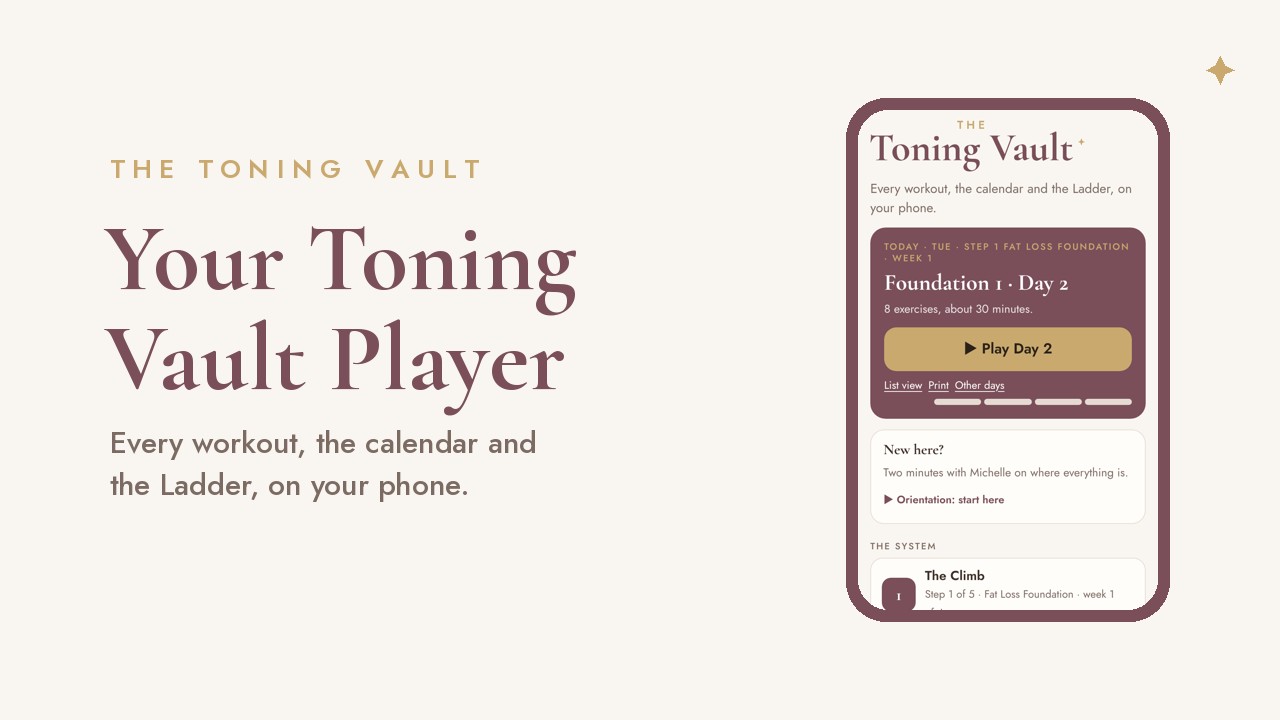 THE TONING VAULT
Your Toning
Vault Player
Every workout, the calendar and
the Ladder, on your phone.
THE
Toning Vault
Every workout, the calendar and the Ladder, on
your phone.
TODAY · TUE · STEP 1 FAT LOSS FOUNDATION
· WEEK 1
Foundation 1 · Day 2
8 exercises, about 30 minutes.
▶ Play Day 2
List view Print Other days
New here?
Two minutes with Michelle on where everything is.
▶ Orientation: start here
THE SYSTEM
1
The Climb
Step 1 of 5 · Fat Loss Foundation · week 1